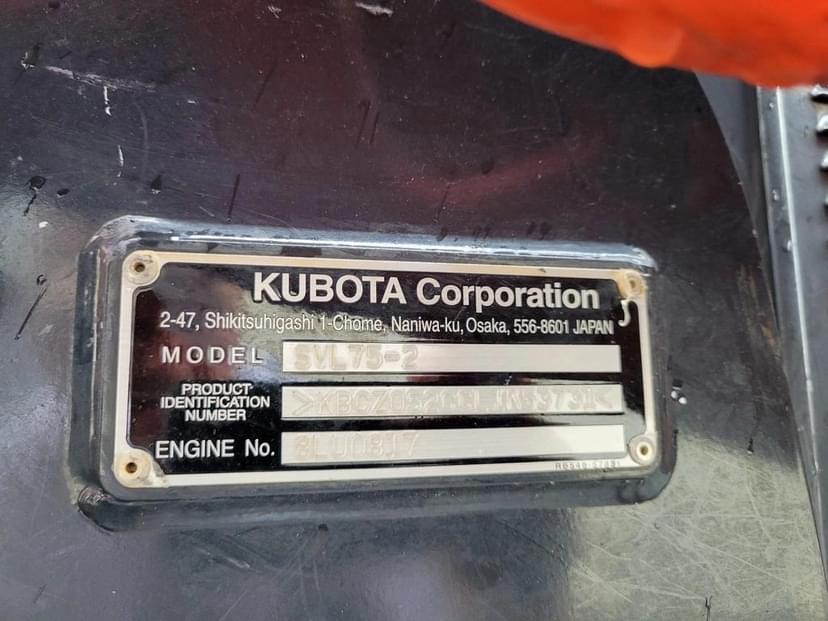 KUBOTA Corporation
2-47, Shikitsuhigashi 1-Chome, Naniwa-ku, Osaka, 556-8601 JAPAN
MODEL SVL75-2
PRODUCT
IDENTIFICATION
NUMBER
ENGINE No.